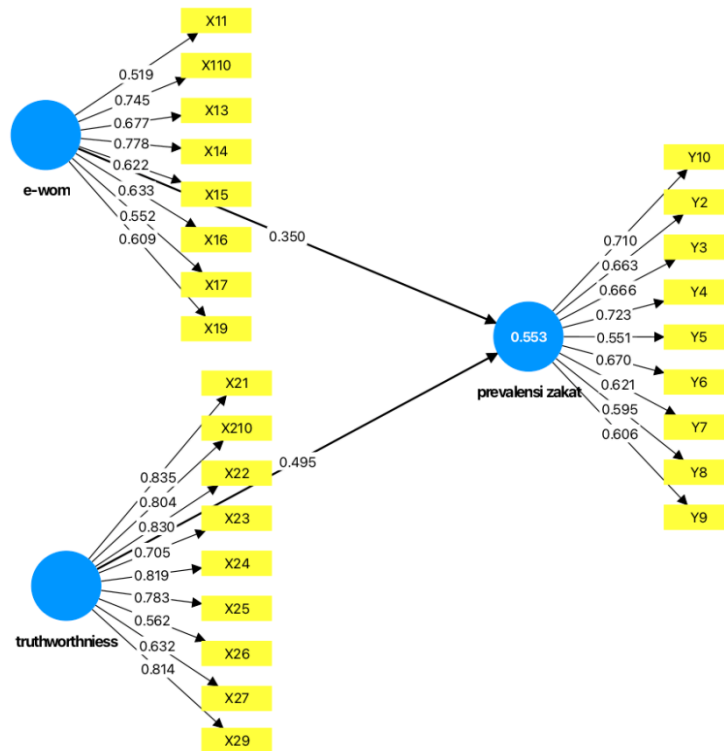 X11
X110
X13
X14
X15
X16
X17
X19
0.519
0.745
0.677
0.778
0.622
0.633
0.552
0.609
e-wom
0.350
X21
X210
X22
X23
X24
X25
X26
X27
X29
0.835
0.804
0.830
0.705
0.819
0.783
0.562
0.632
0.814
truthworthniess
0.495
0.553
prevalensi zakat
0.710
0.663
0.666
0.723
0.551
0.670
0.621
0.595
0.606
Y10
Y2
Y3
Y4
Y5
Y6
Y7
Y8
Y9